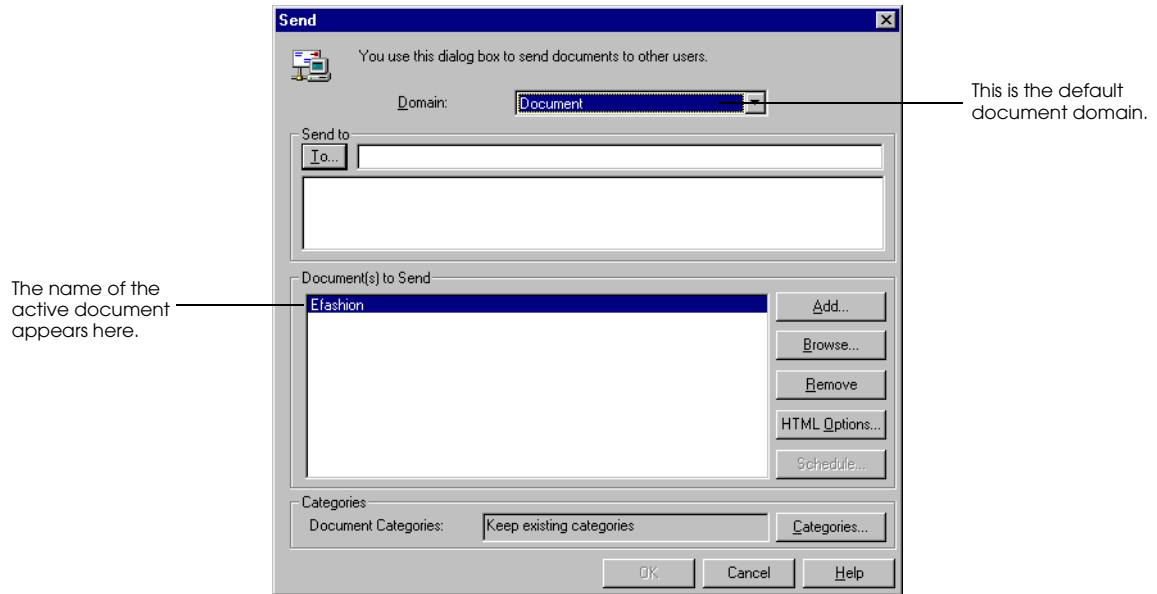 Send
You use this dialog box to send documents to other users.
Domain:
Document
This is the default
document domain.
Send to
To...
Document(s) to Send
The name of the
active document
appears here.
Efashion
Add...
Browse...
Remove
HTML Options...
Schedule...
Categories
Document Categories:
Keep existing categories
Categories...
OK
Cancel
Help